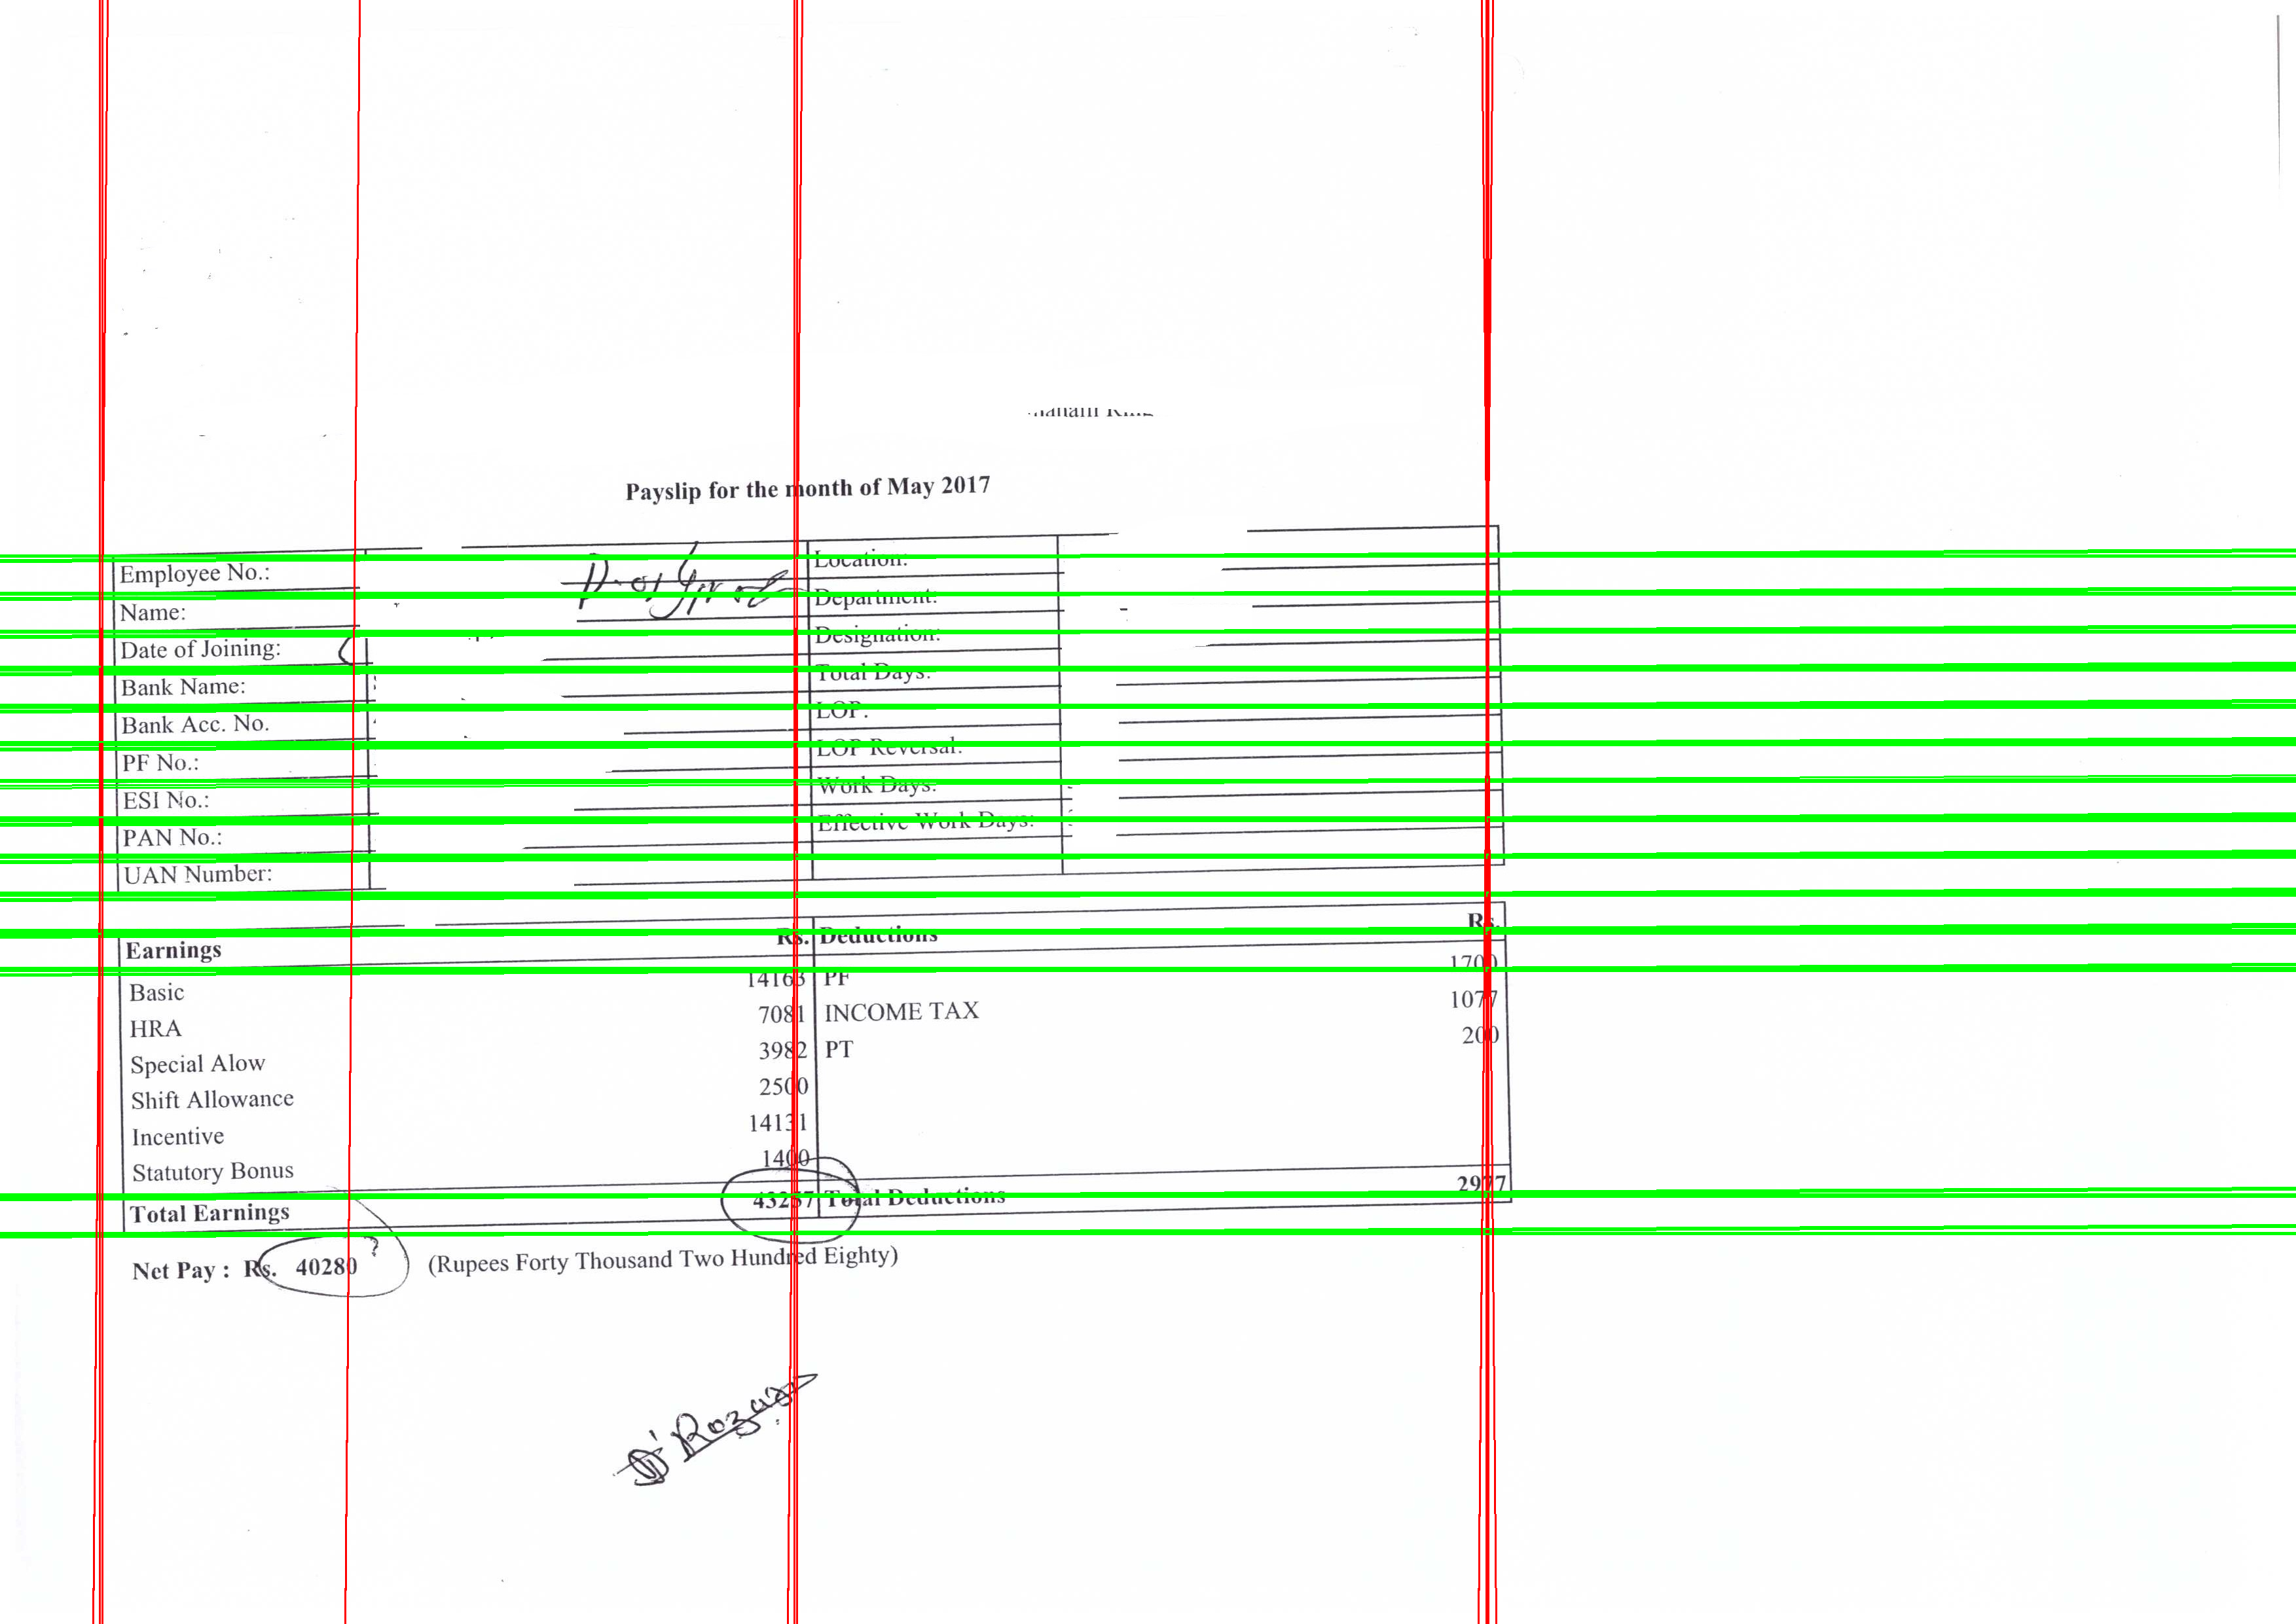 Payslip for the month of May 2017
Employee No.: Location:
Name: Department:
Date of Joining: Designation:
Bank Name: Total Days:
Bank Acc. No. LOP:
PF No.: LOP Reversal:
ESI No.: Work Days:
PAN No.: Effective Work Days:
UAN Number:
Earnings Rs. Deductions Rs.
Basic 14163 PF 1700
HRA 7081 INCOME TAX 1077
Special Alow 3982 PT 200
Shift Allowance 2500
Incentive 14131
Statutory Bonus 1400
Total Earnings 43257 Total Deductions 2977
Net Pay : Rs. 40280 ? (Rupees Forty Thousand Two Hundred Eighty)